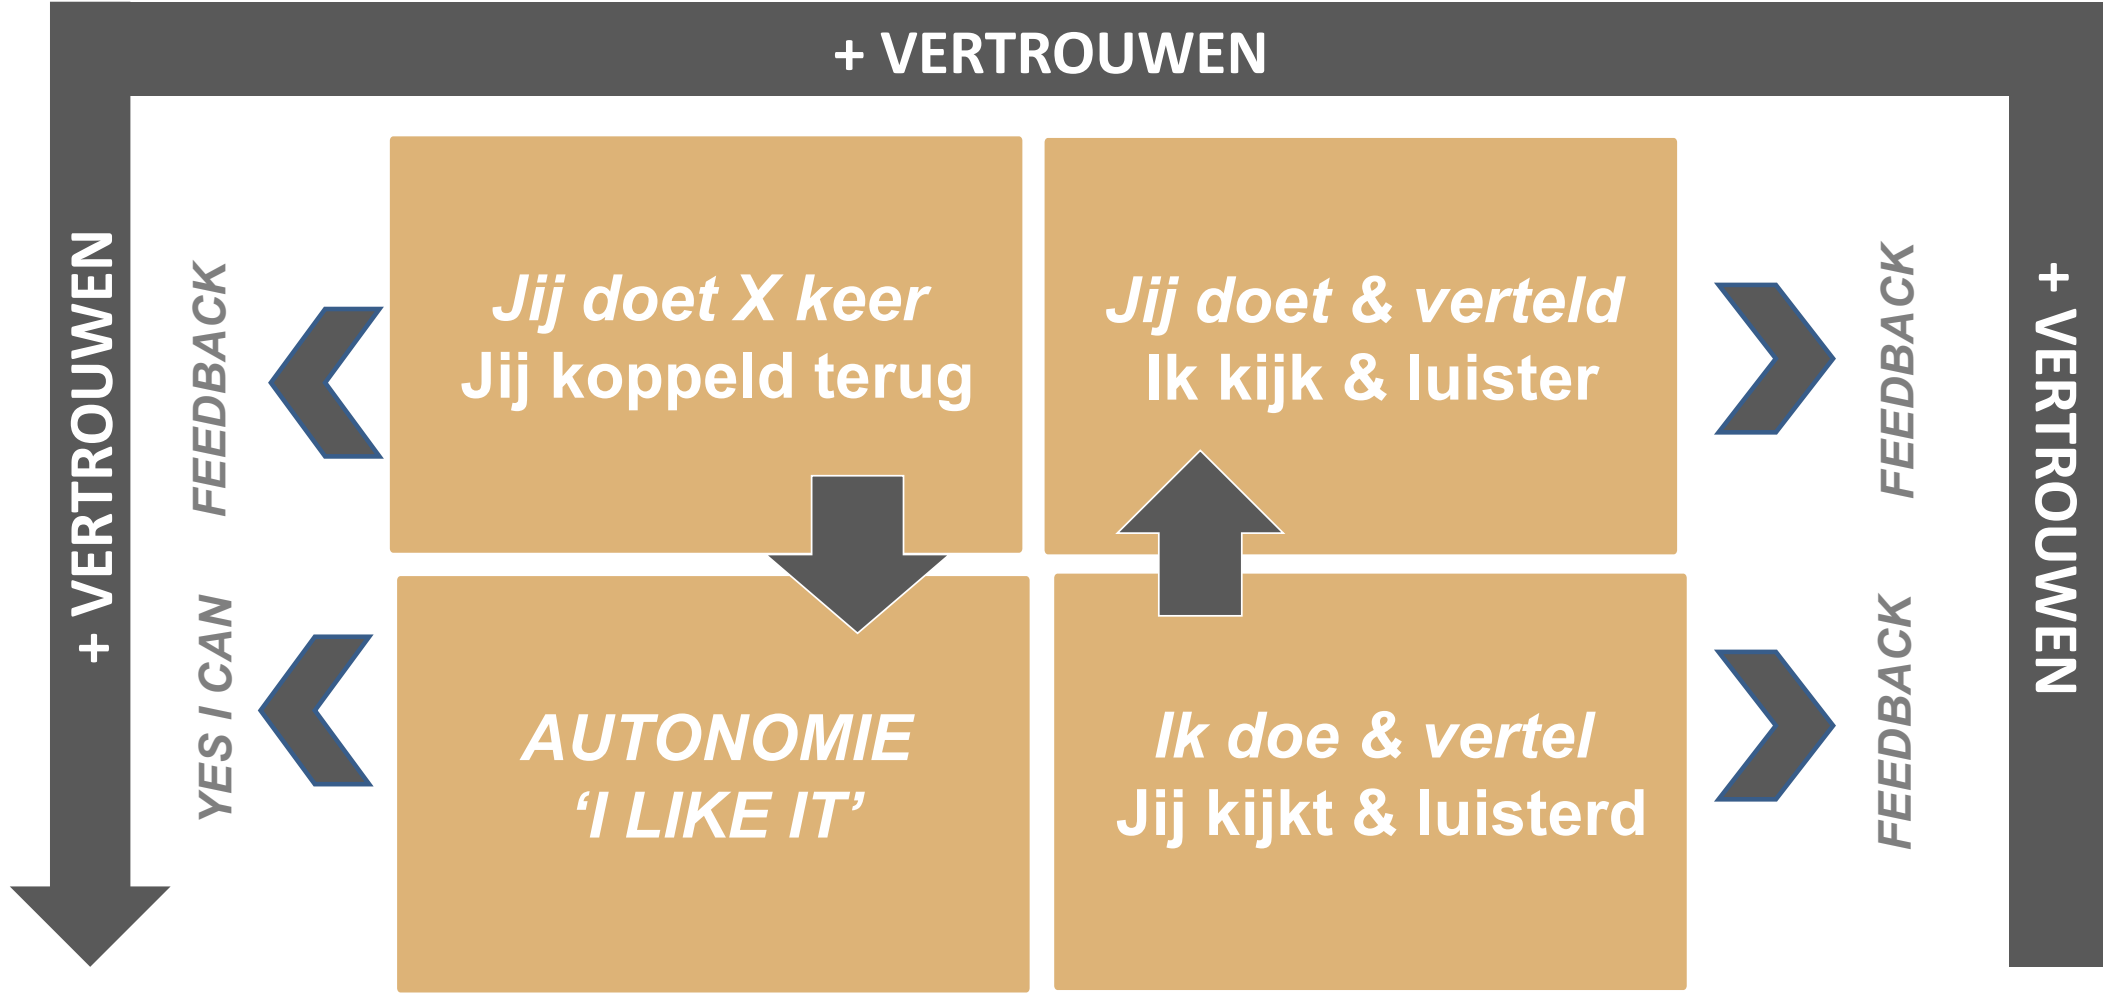 + VERTROUWEN
+ VERTROUWEN
FEEDBACK
Jij doet X keer
Jij koppeld terug
Jij doet & verteld
Ik kijk & luister
FEEDBACK
+ VERTROUWEN
YES I CAN
AUTONOMIE
‘I LIKE IT’
Ik doe & vertel
Jij kijkt & luisterd
FEEDBACK